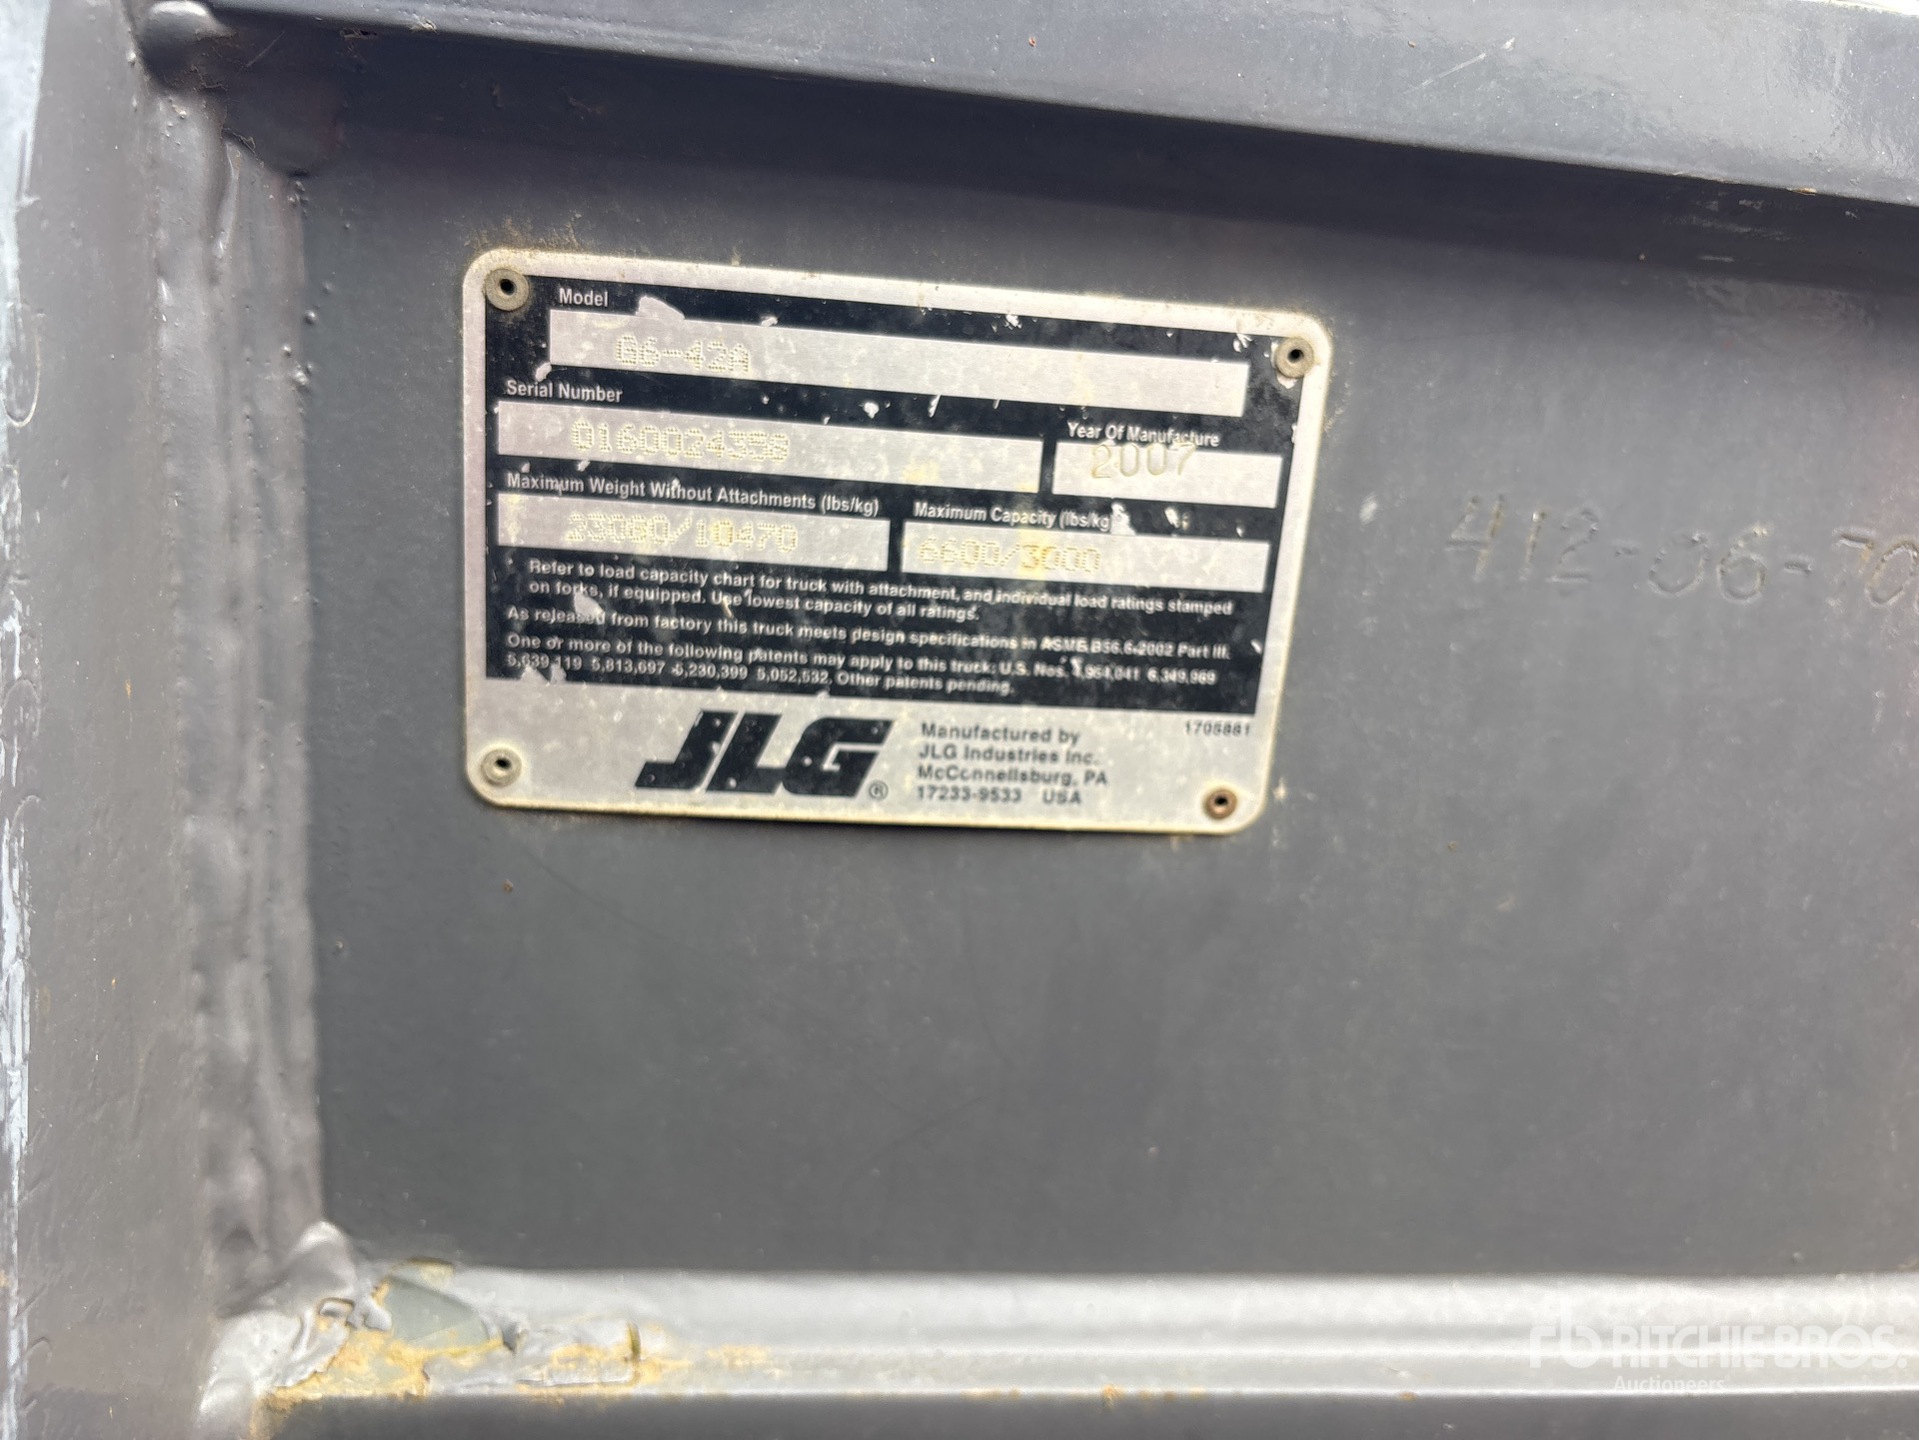 Model
G6-42A
Serial Number
Year Of Manufacture
0160024358
2007
Maximum Weight Without Attachments (lbs/kg)
Maximum Capacity (lbs/kg)
23080/10470
6600/3000
Refer to load capacity chart for truck with attachment, and individual load ratings stamped
on forks, if equipped. Use lowest capacity of all ratings.
As released from factory this truck meets design specifications in ASME B56.6-2002 Part III.
One or more of the following patents may apply to this truck: U.S. Nos.
5,639,119 5,813,697 5,230,399 5,052,532, Other patents pending.
JLG®
Manufactured by
JLG Industries Inc.
McConnellsburg, PA
17233-9533 USA
1705861
412-06-70
rb RITCHIE BROS.
Auctioneers